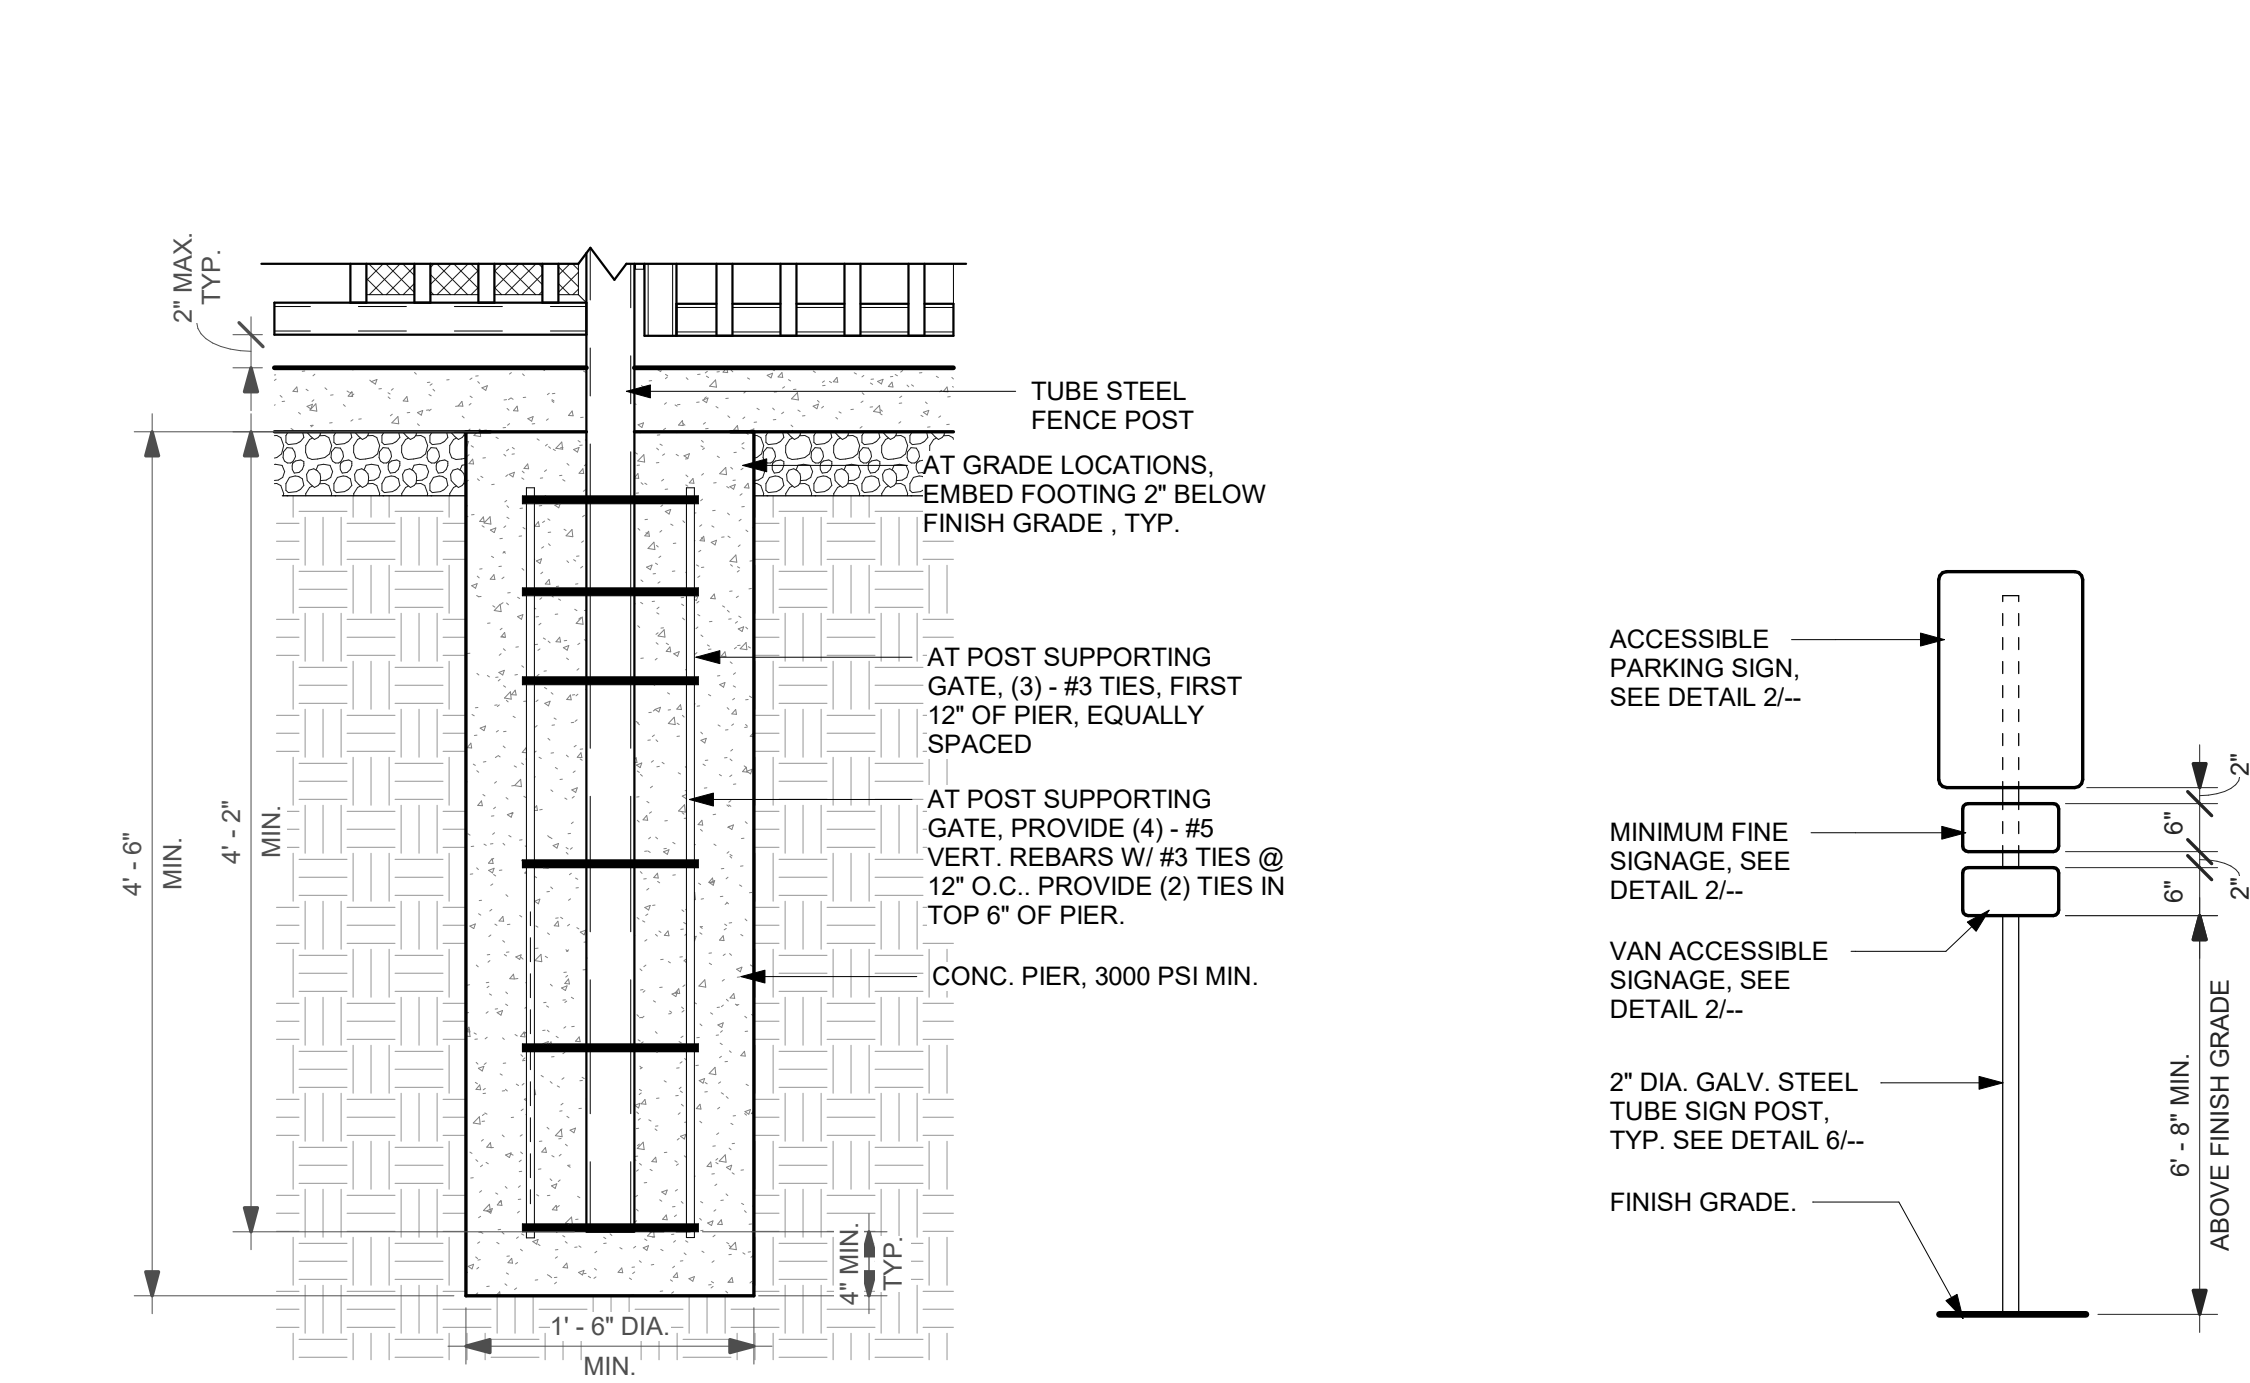 2" MAX.
TYP.
4' - 6"
MIN.
4' - 2"
MIN.
TUBE STEEL
FENCE POST
AT GRADE LOCATIONS,
EMBED FOOTING 2" BELOW
FINISH GRADE , TYP.
AT POST SUPPORTING
GATE, (3) - #3 TIES, FIRST
12" OF PIER, EQUALLY
SPACED
AT POST SUPPORTING
GATE, PROVIDE (4) - #5
VERT. REBARS W/ #3 TIES @
12" O.C.. PROVIDE (2) TIES IN
TOP 6" OF PIER.
CONC. PIER, 3000 PSI MIN.
4" MIN.
TYP.
1' - 6" DIA.
MIN.
ACCESSIBLE
PARKING SIGN,
SEE DETAIL 2/--
MINIMUM FINE
SIGNAGE, SEE
DETAIL 2/--
VAN ACCESSIBLE
SIGNAGE, SEE
DETAIL 2/--
2" DIA. GALV. STEEL
TUBE SIGN POST,
TYP. SEE DETAIL 6/--
FINISH GRADE.
2"
6"
2"
6"
6' - 8" MIN.
ABOVE FINISH GRADE